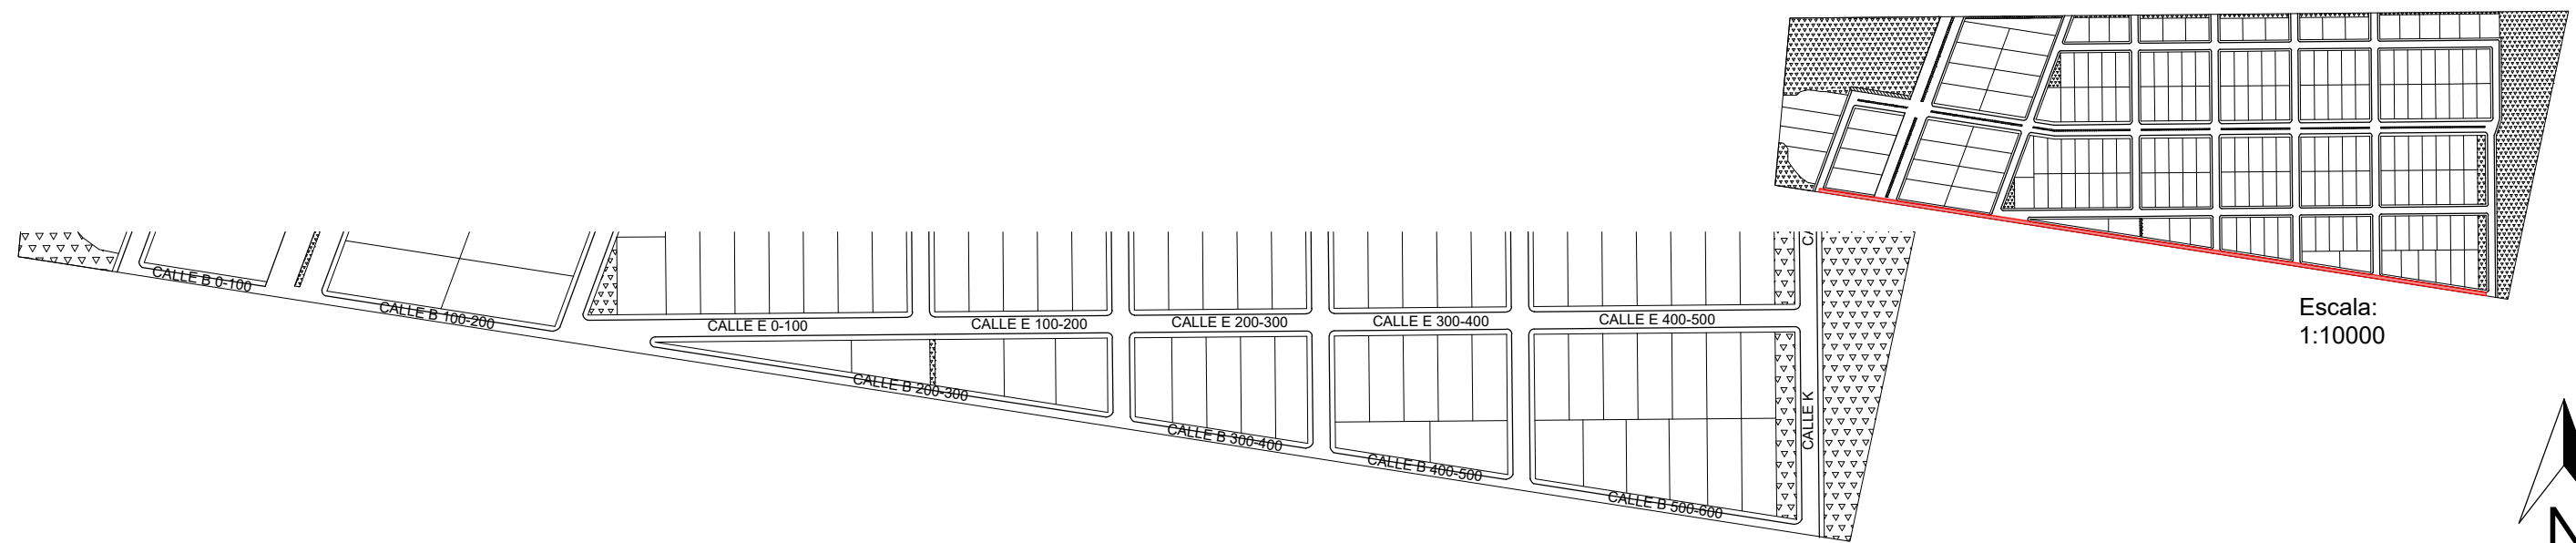 CALLE B 0-100
CALLE B 100-200
CALLE E 0-100
CALLE E 100-200
CALLE E 200-300
CALLE E 300-400
CALLE E 400-500
CALLE B 200-300
CALLE B 300-400
CALLE B 400-500
CALLE B 500-600
CALLE K
Escala:
1:10000
N